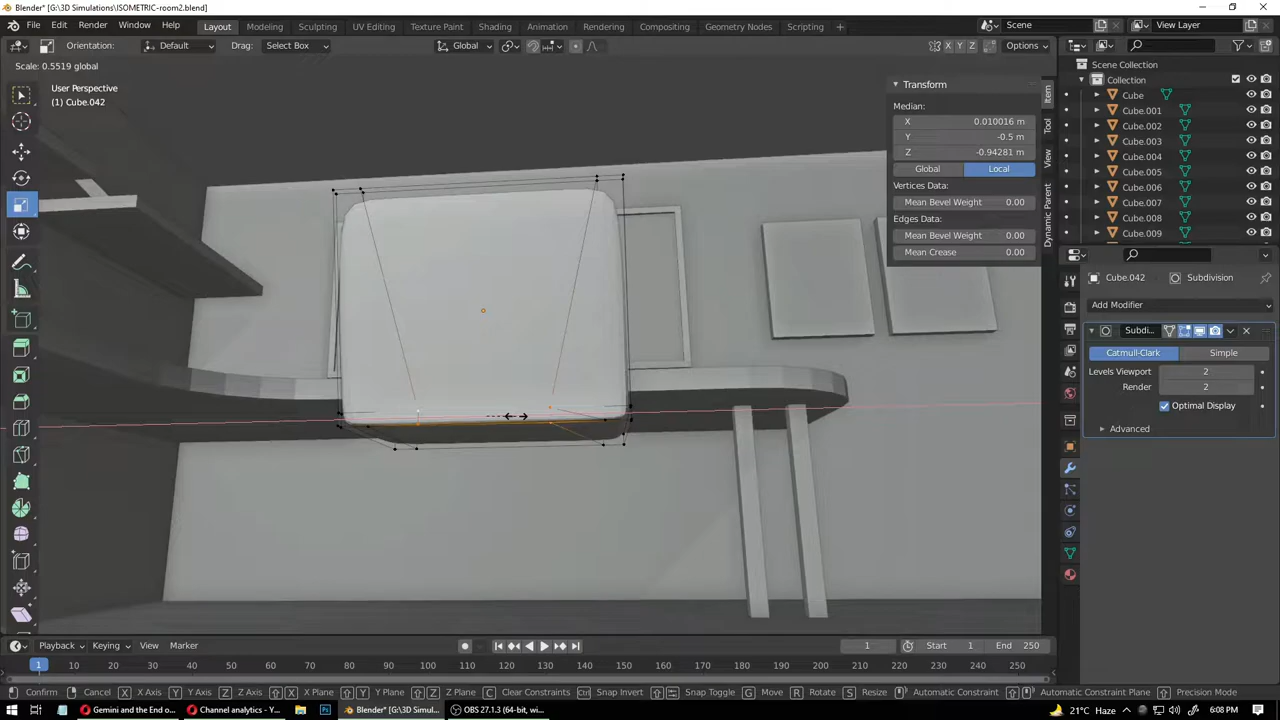 Blender* [G:\3D Simulations\ISOMETRIC-room2.blend]
File Edit Render Window Help
Layout Modeling Sculpting UV Editing Texture Paint Shading Animation Rendering Compositing Geometry Nodes Scripting
Scene
View Layer
Orientation: Default Drag: Select Box
Global
X Y Z
Options
Scale: 0.5519 global
User Perspective
(1) Cube.042
Transform
Median:
X 0.010016 m
Y -0.5 m
Z -0.94281 m
Global Local
Vertices Data:
Mean Bevel Weight 0.00
Edges Data:
Mean Bevel Weight 0.00
Mean Crease 0.00
Item
Tool
View
Dynamic Parent
Scene Collection
Collection
Cube
Cube.001
Cube.002
Cube.003
Cube.004
Cube.005
Cube.006
Cube.007
Cube.008
Cube.009
Cube.042 Subdivision
Add Modifier
Subdi...
Catmull-Clark Simple
Levels Viewport 2
Render 2
Optimal Display
Advanced
Playback Keying View Marker
1
Start 1
End 250
1 10 20 30 40 50 60 70 80 90 100 110 120 130 140 150 160 170 180 190 200 210 220 230 240 250
Confirm Cancel X X Axis Y Y Axis Z Z Axis X X Plane Y Y Plane Z Z Plane C Clear Constraints Ctrl Snap Invert Snap Toggle G Move R Rotate S Resize Automatic Constraint Automatic Constraint Plane Precision Mode
Gemini and the End o...
Channel analytics - Y...
Blender* [G:\3D Simul...
OBS 27.1.3 (64-bit, wi...
21°C Haze
6:08 PM